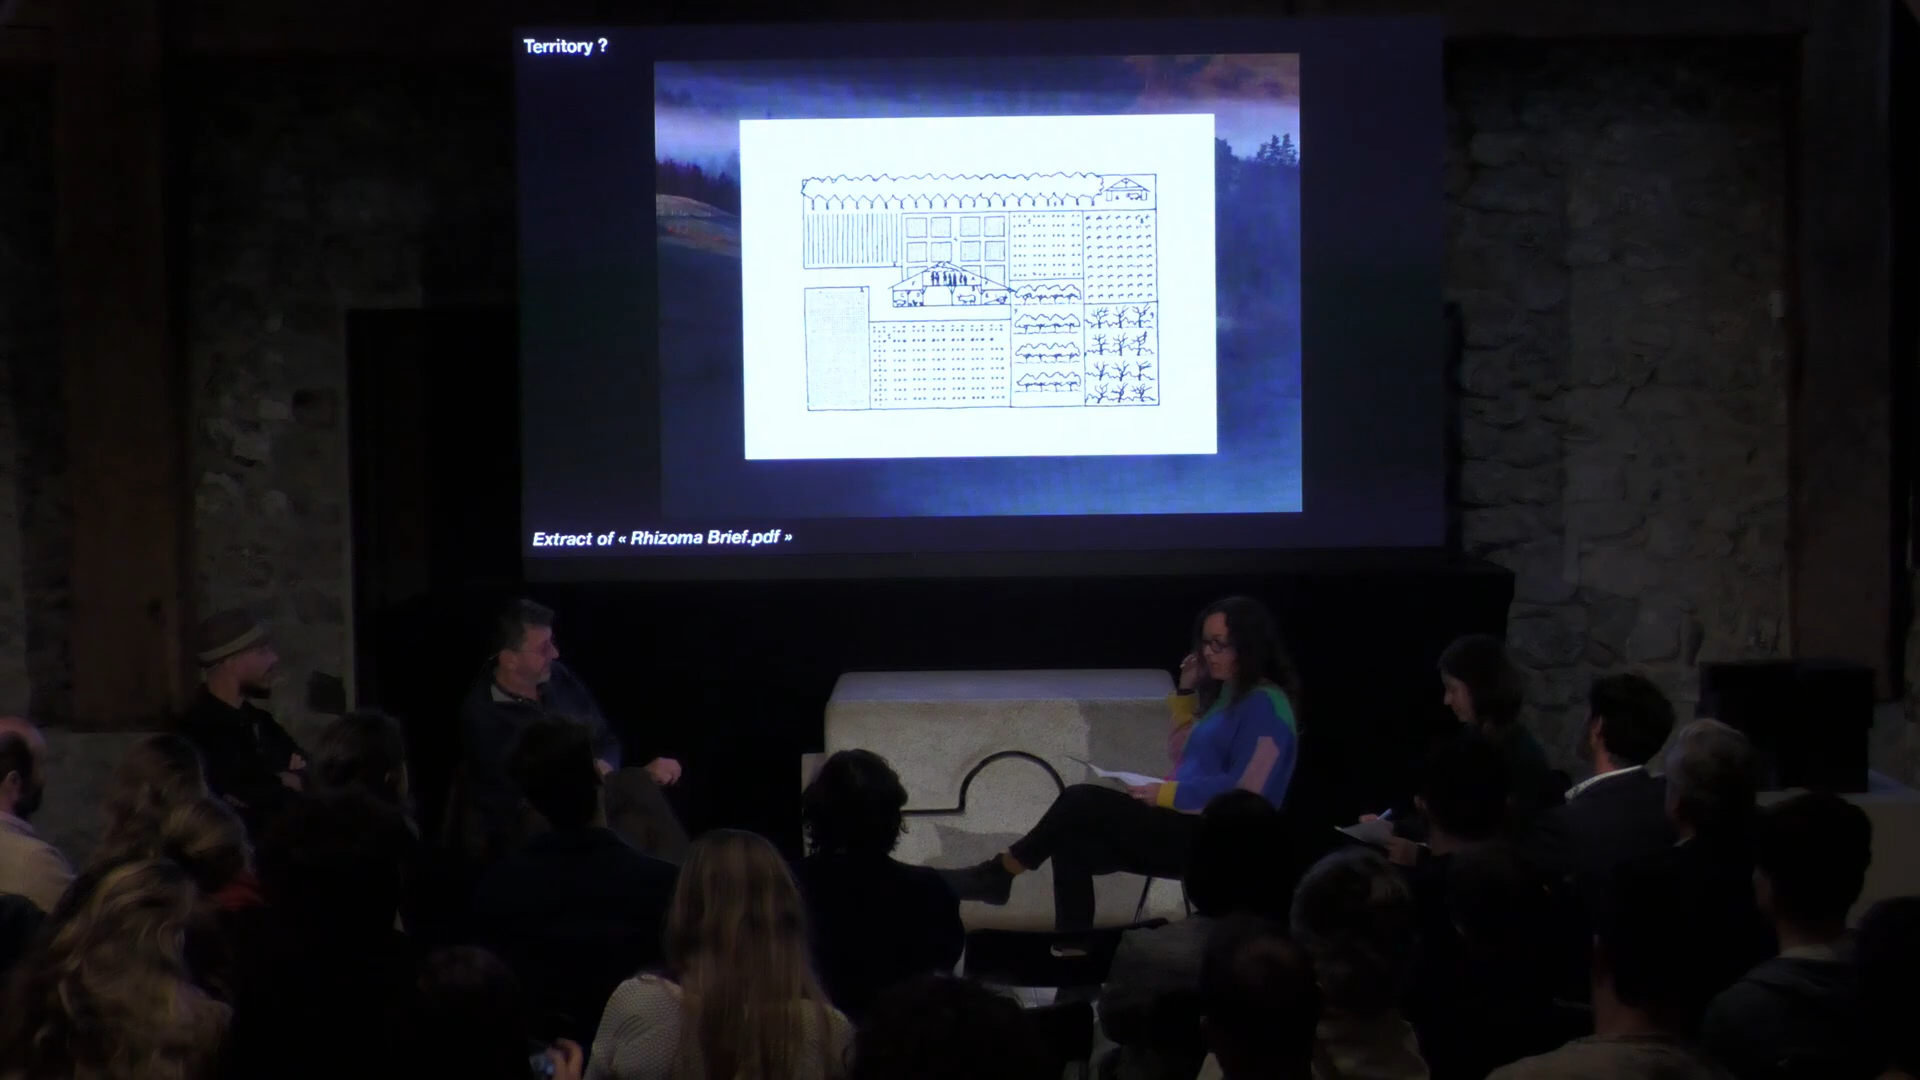 Territory ?
Extract of « Rhizoma Brief.pdf »